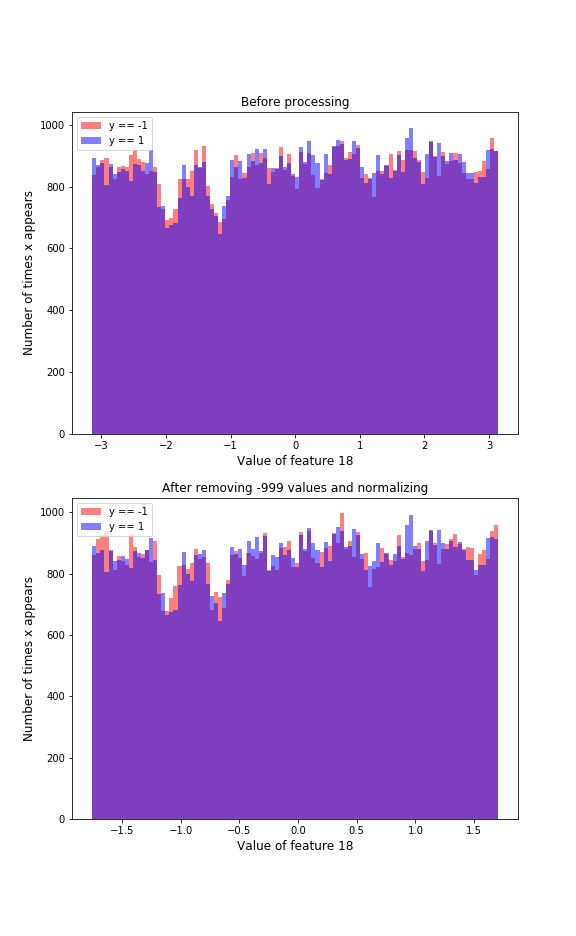 Before processing
y == -1
y == 1
1000
800
600
400
200
0
Number of times x appears
−3 −2 −1 0 1 2 3
Value of feature 18
After removing -999 values and normalizing
y == -1
y == 1
1000
800
600
400
200
0
Number of times x appears
−1.5 −1.0 −0.5 0.0 0.5 1.0 1.5
Value of feature 18